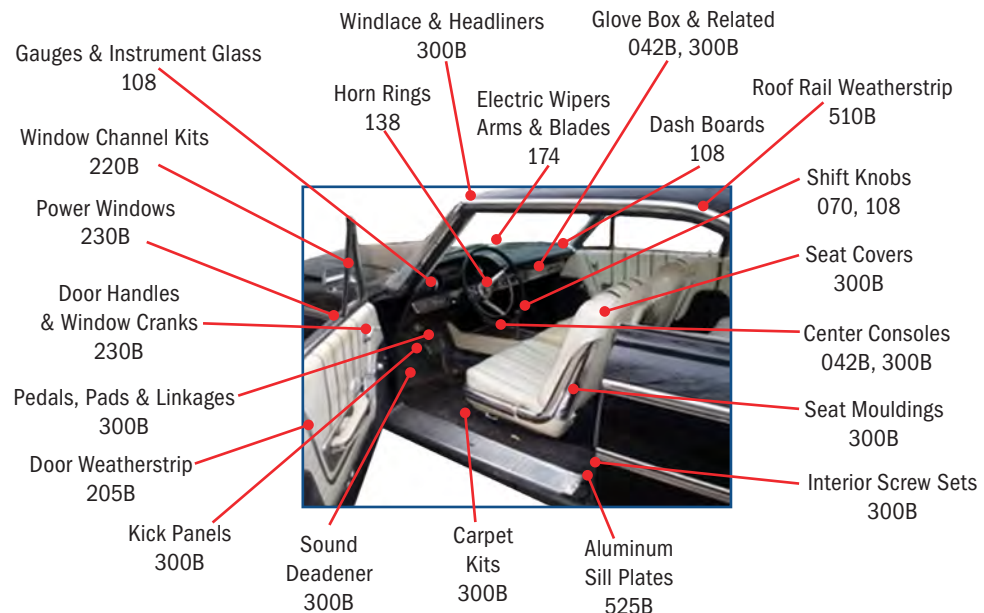 Windlace & Headliners
300B
Glove Box & Related
042B, 300B
Gauges & Instrument Glass
108
Horn Rings
138
Electric Wipers
Arms & Blades
174
Dash Boards
108
Roof Rail Weatherstrip
510B
Window Channel Kits
220B
Shift Knobs
070, 108
Power Windows
230B
Seat Covers
300B
Door Handles
& Window Cranks
230B
Center Consoles
042B, 300B
Pedals, Pads & Linkages
300B
Seat Mouldings
300B
Door Weatherstrip
205B
Interior Screw Sets
300B
Kick Panels
300B
Sound
Deadener
300B
Carpet
Kits
300B
Aluminum
Sill Plates
525B